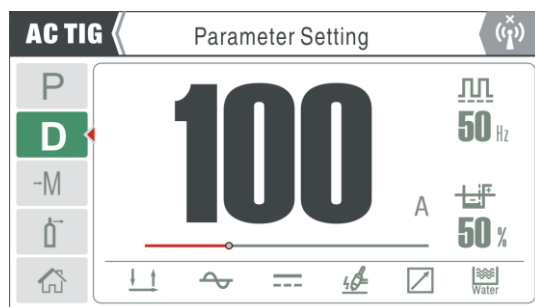 AC TIG
Parameter Setting
P
D
-M
100 A
50 Hz
50 %
Water